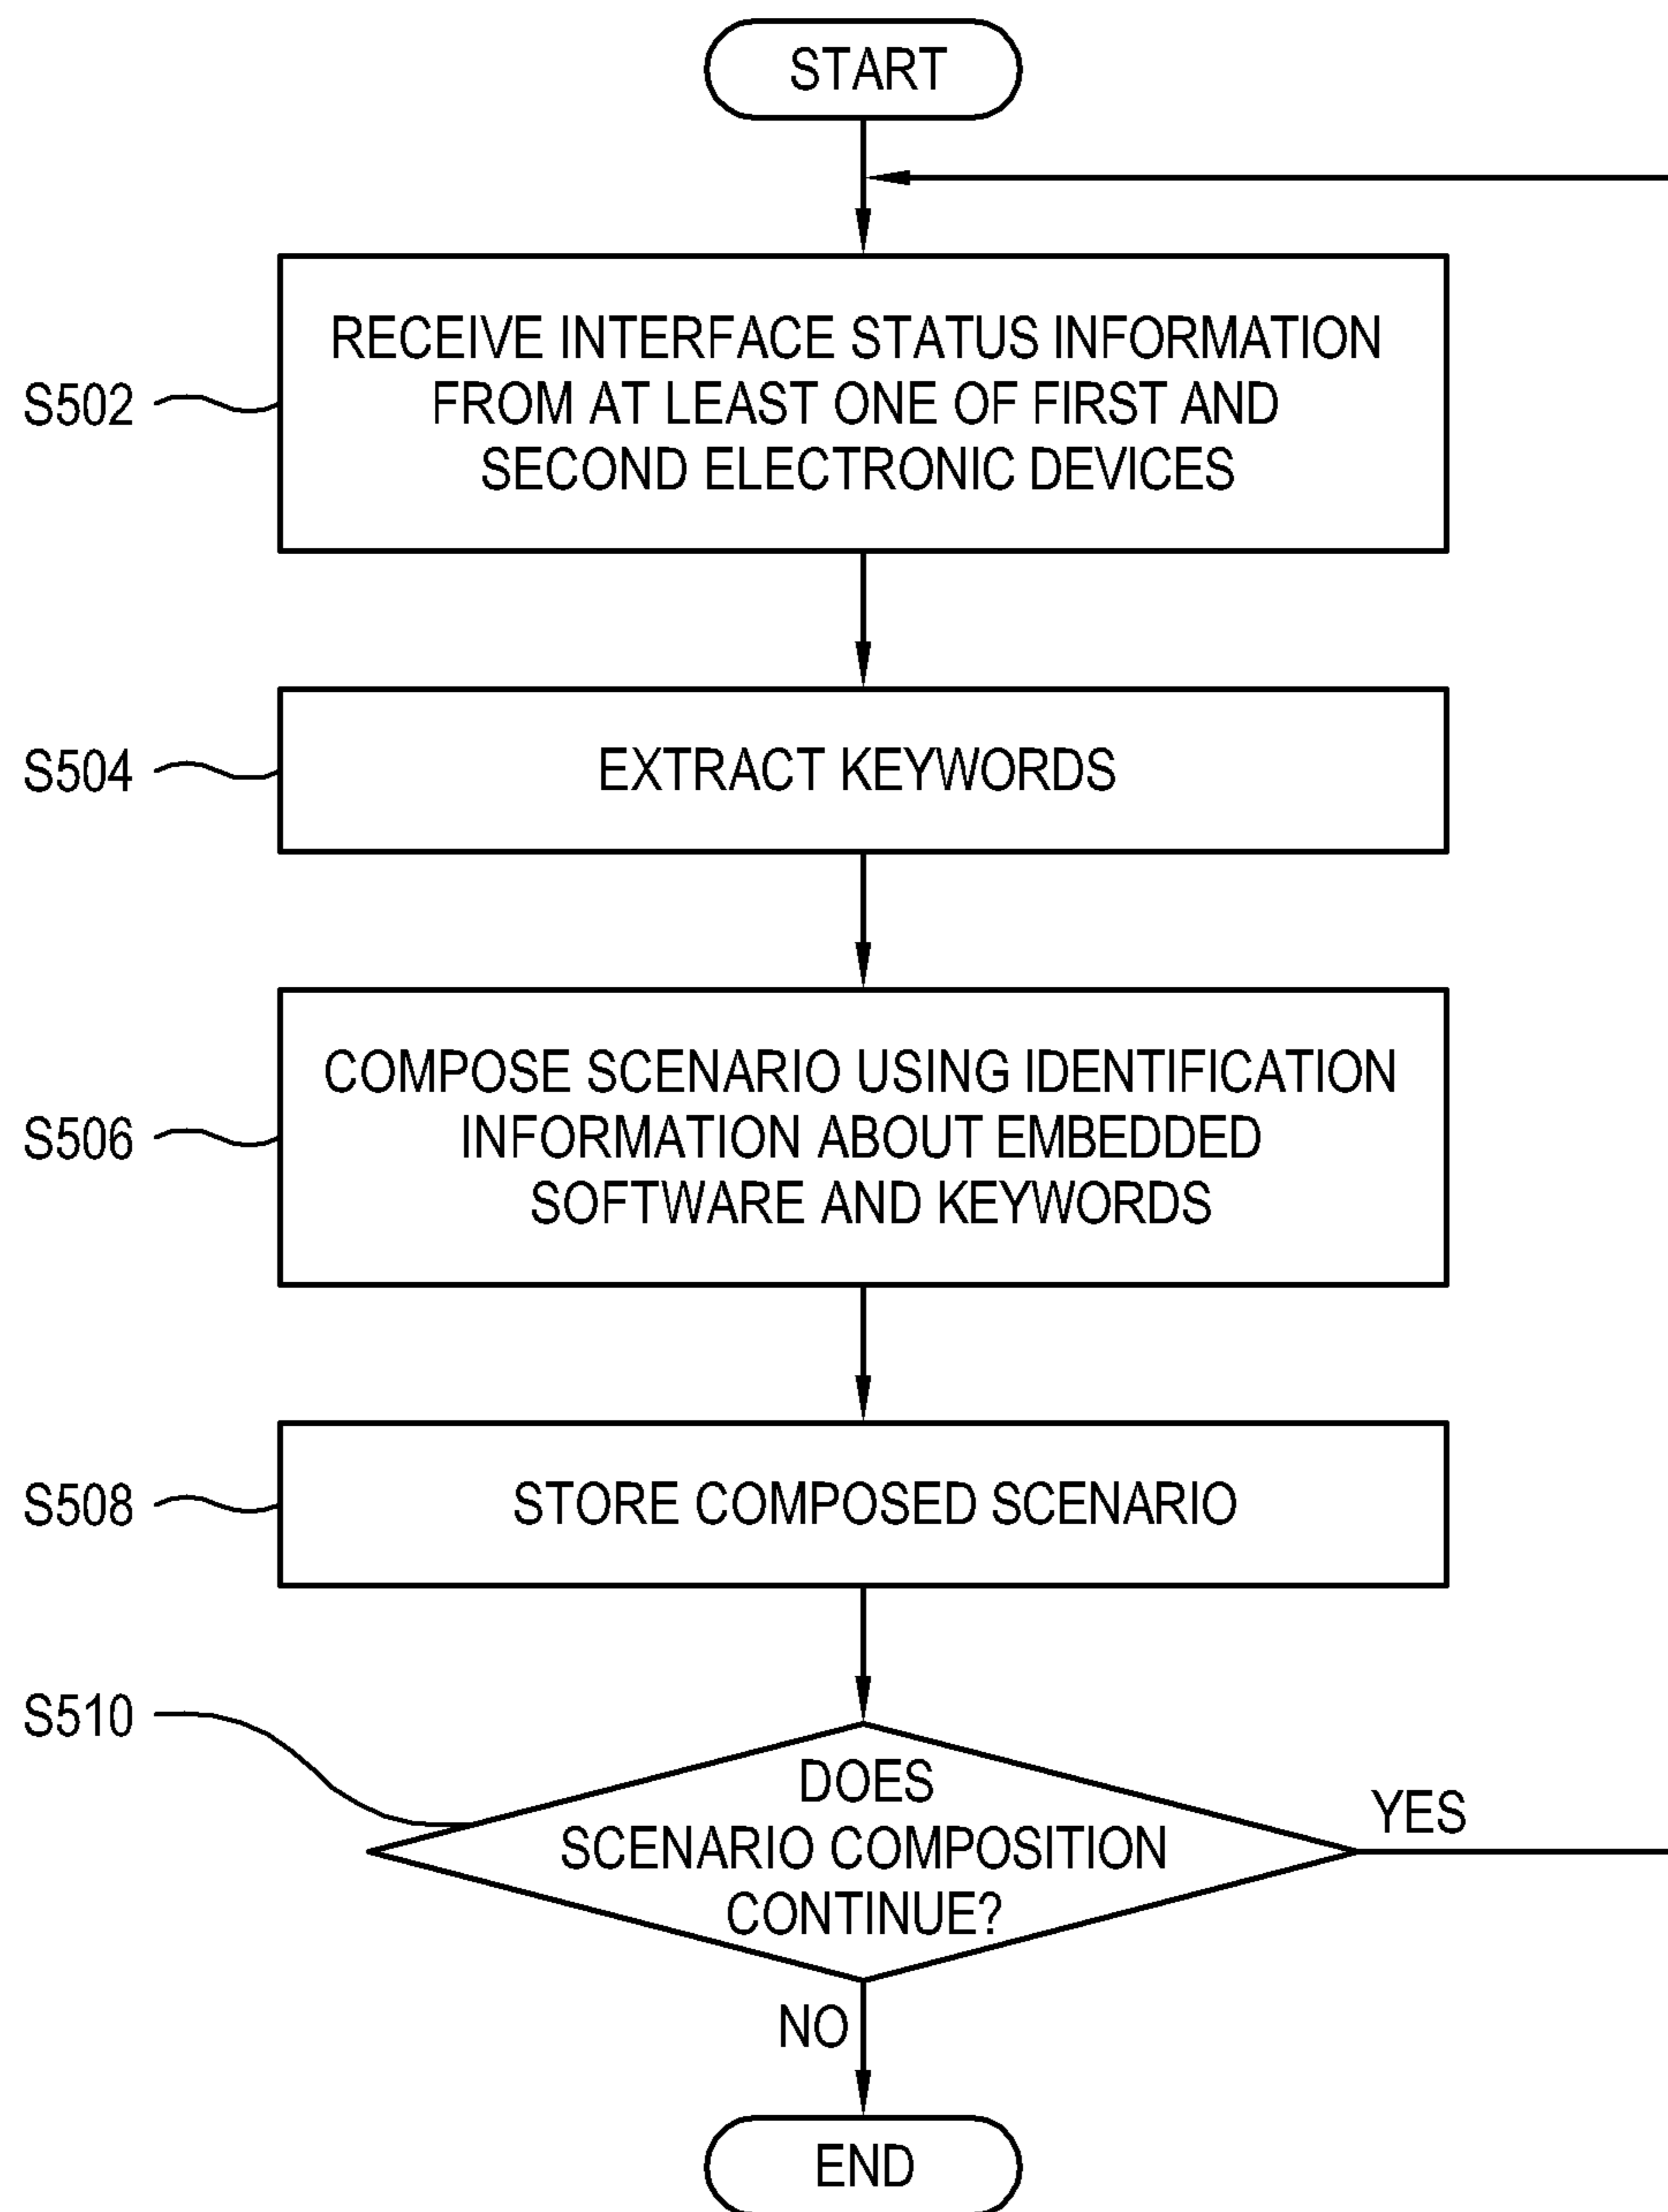 START
S502
RECEIVE INTERFACE STATUS INFORMATION
FROM AT LEAST ONE OF FIRST AND
SECOND ELECTRONIC DEVICES
S504
EXTRACT KEYWORDS
S506
COMPOSE SCENARIO USING IDENTIFICATION
INFORMATION ABOUT EMBEDDED
SOFTWARE AND KEYWORDS
S508
STORE COMPOSED SCENARIO
S510
DOES
SCENARIO COMPOSITION
CONTINUE?
YES
NO
END